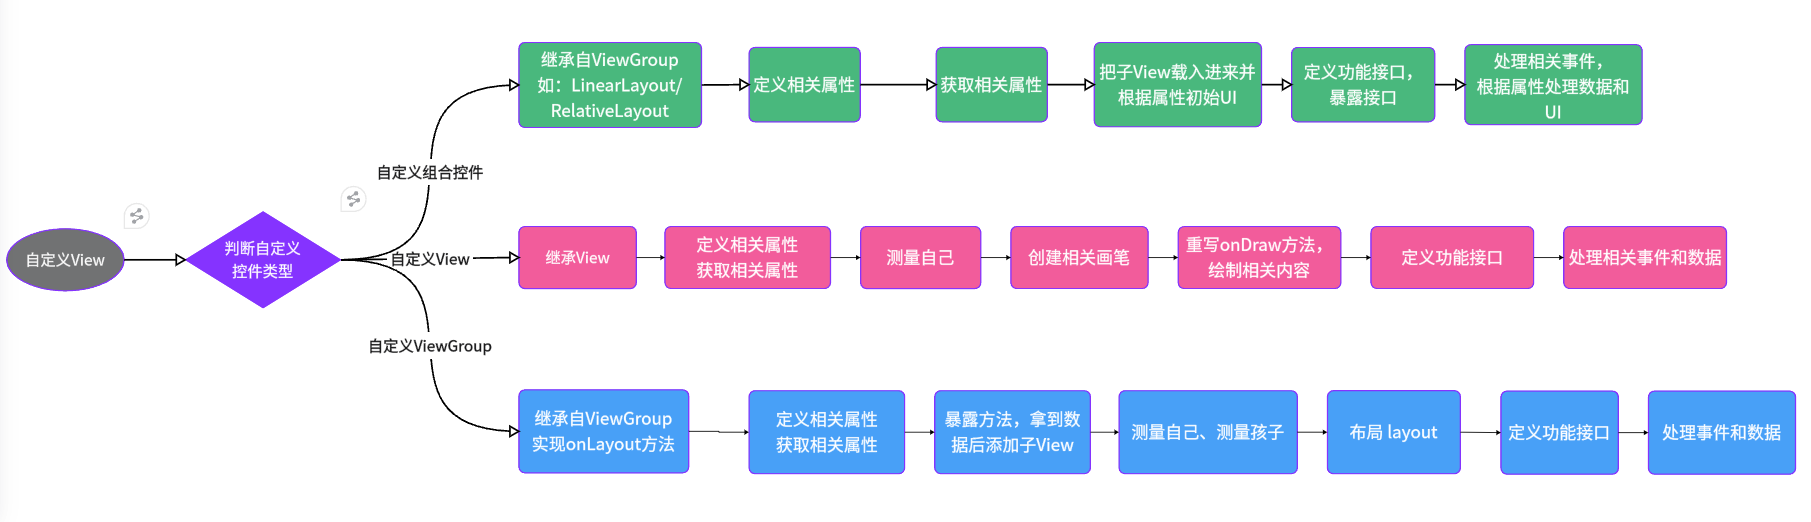 自定义View
判断自定义
控件类型
自定义组合控件
继承自ViewGroup
如：LinearLayout/
RelativeLayout
定义相关属性
获取相关属性
把子View载入进来并
根据属性初始UI
定义功能接口，
暴露接口
处理相关事件，
根据属性处理数据和
UI
自定义View
继承View
定义相关属性
获取相关属性
测量自己
创建相关画笔
重写onDraw方法，
绘制相关内容
定义功能接口
处理相关事件和数据
自定义ViewGroup
继承自ViewGroup
实现onLayout方法
定义相关属性
获取相关属性
暴露方法，拿到数
据后添加子View
测量自己、测量孩子
布局 layout
定义功能接口
处理事件和数据